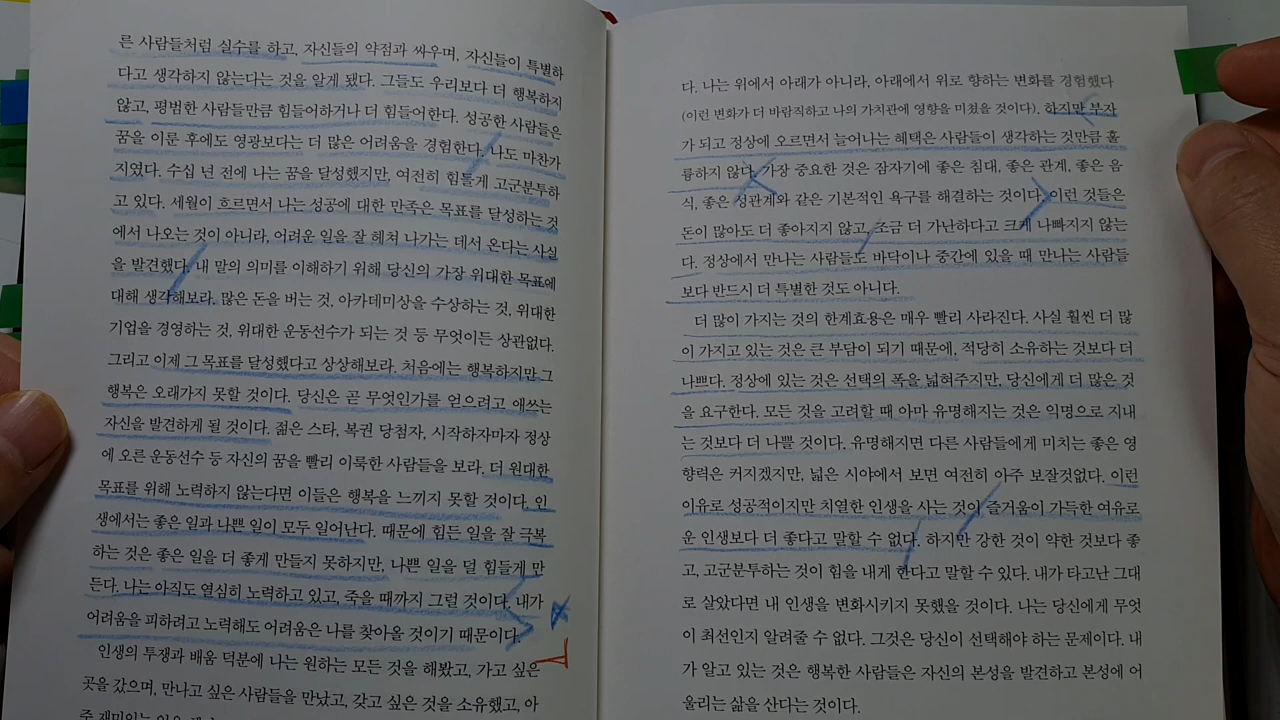 른 사람들처럼 실수를 하고, 자신들의 약점과 싸우며, 자신들이 특별하
다고 생각하지 않는다는 것을 알게 됐다. 그들도 우리보다 더 행복하지
않고, 평범한 사람들만큼 힘들어하거나 더 힘들어한다. 성공한 사람들은
꿈을 이룬 후에도 영광보다는 더 많은 어려움을 경험한다. 나도 마찬가
지였다. 수십 년 전에 나는 꿈을 달성했지만, 여전히 힘들게 고군분투하
고 있다. 세월이 흐르면서 나는 성공에 대한 만족은 목표를 달성하는 것
에서 나오는 것이 아니라, 어려운 일을 잘 헤쳐 나가는 데서 온다는 사실
을 발견했다. 내 말의 의미를 이해하기 위해 당신의 가장 위대한 목표에
대해 생각해보라. 많은 돈을 버는 것, 아카데미상을 수상하는 것, 위대한
기업을 경영하는 것, 위대한 운동선수가 되는 것 등 무엇이든 상관없다.
그리고 이제 그 목표를 달성했다고 상상해보라. 처음에는 행복하지만 그
행복은 오래가지 못할 것이다. 당신은 곧 무엇인가를 얻으려고 애쓰는
자신을 발견하게 될 것이다. 젊은 스타, 복권 당첨자, 시작하자마자 정상
에 오른 운동선수 등 자신의 꿈을 빨리 이룩한 사람들을 보라. 더 원대한
목표를 위해 노력하지 않는다면 이들은 행복을 느끼지 못할 것이다. 인
생에서는 좋은 일과 나쁜 일이 모두 일어난다. 때문에 힘든 일을 잘 극복
하는 것은 좋은 일을 더 좋게 만들지 못하지만, 나쁜 일을 덜 힘들게 만
든다. 나는 아직도 열심히 노력하고 있고, 죽을 때까지 그럴 것이다. 내가
어려움을 피하려고 노력해도 어려움은 나를 찾아올 것이기 때문이다.
인생의 투쟁과 배움 덕분에 나는 원하는 모든 것을 해봤고, 가고 싶은
곳을 갔으며, 만나고 싶은 사람들을 만났고, 갖고 싶은 것을 소유했고, 아
다. 나는 위에서 아래가 아니라, 아래에서 위로 향하는 변화를 경험했다
(이런 변화가 더 바람직하고 나의 가치관에 영향을 미쳤을 것이다). 하지만 부자
가 되고 정상에 오르면서 늘어나는 혜택은 사람들이 생각하는 것만큼 훌
륭하지 않다. 가장 중요한 것은 잠자기에 좋은 침대, 좋은 관계, 좋은 음
식, 좋은 성관계와 같은 기본적인 욕구를 해결하는 것이다. 이런 것들은
돈이 많아도 더 좋아지지 않고, 조금 더 가난하다고 크게 나빠지지 않는
다. 정상에서 만나는 사람들도 바닥이나 중간에 있을 때 만나는 사람들
보다 반드시 더 특별한 것도 아니다.
더 많이 가지는 것의 한계효용은 매우 빨리 사라진다. 사실 훨씬 더 많
이 가지고 있는 것은 큰 부담이 되기 때문에, 적당히 소유하는 것보다 더
나쁘다. 정상에 있는 것은 선택의 폭을 넓혀주지만, 당신에게 더 많은 것
을 요구한다. 모든 것을 고려할 때 아마 유명해지는 것은 익명으로 지내
는 것보다 더 나쁠 것이다. 유명해지면 다른 사람들에게 미치는 좋은 영
향력은 커지겠지만, 넓은 시야에서 보면 여전히 아주 보잘것없다. 이런
이유로 성공적이지만 치열한 인생을 사는 것이 즐거움이 가득한 여유로
운 인생보다 더 좋다고 말할 수 없다. 하지만 강한 것이 약한 것보다 좋
고, 고군분투하는 것이 힘을 내게 한다고 말할 수 있다. 내가 타고난 그대
로 살았다면 내 인생을 변화시키지 못했을 것이다. 나는 당신에게 무엇
이 최선인지 알려줄 수 없다. 그것은 당신이 선택해야 하는 문제이다. 내
가 알고 있는 것은 행복한 사람들은 자신의 본성을 발견하고 본성에 어
울리는 삶을 산다는 것이다.